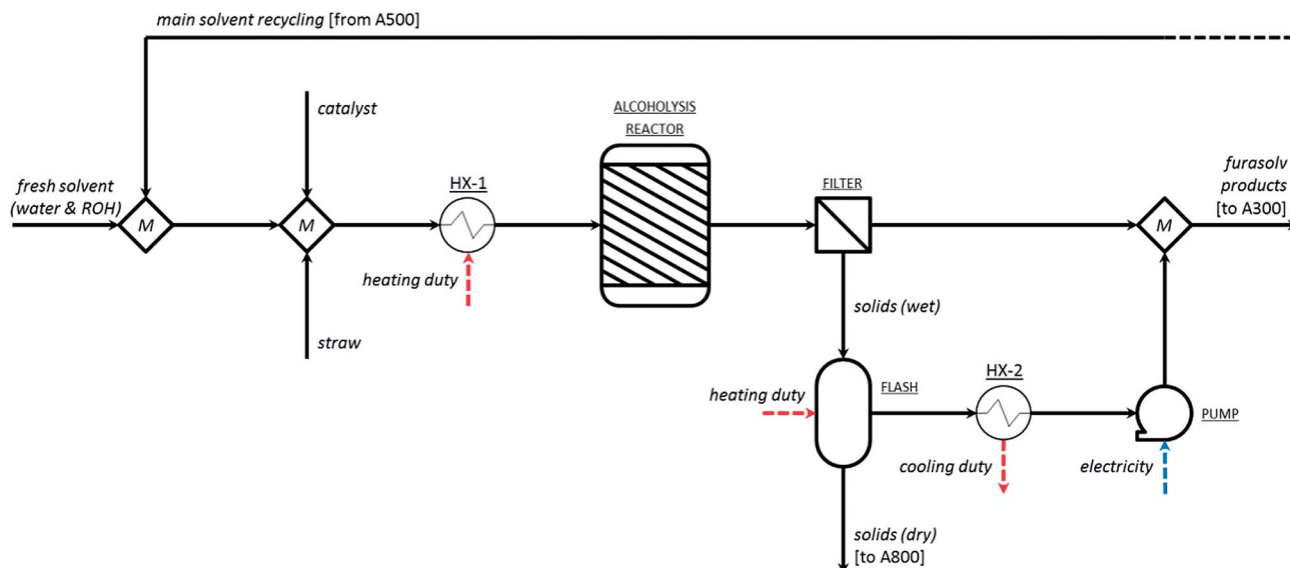 main solvent recycling [from A500]
catalyst
ALCOHOLYSIS
REACTOR
fresh solvent
(water & ROH)
M
M
HX-1
FILTER
M
furasolv
products
[to A300]
heating duty
straw
solids (wet)
heating duty
FLASH
HX-2
PUMP
cooling duty
electricity
solids (dry)
[to A800]